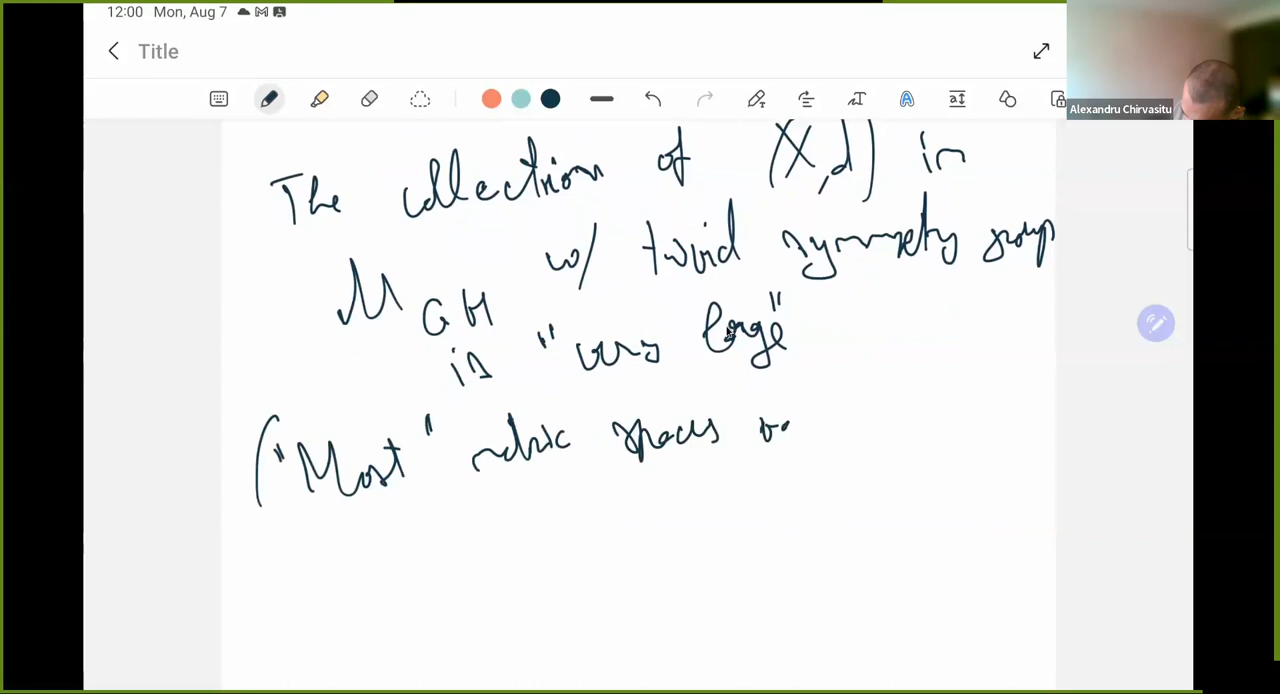 12:00 Mon, Aug 7
Title
Alexandru Chirvasitu
The collection of (X,d) in
M_GH w/ trivial symmetry group
is "very large"
("Most" metric spaces